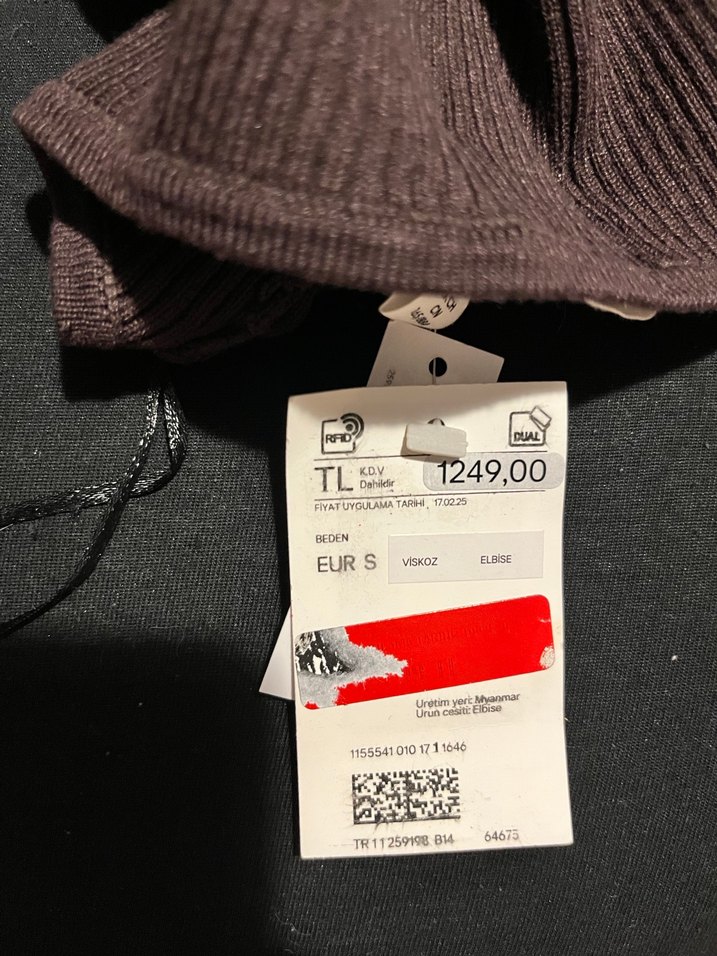 RFID
DUAL
TL K.D.V Dahildir 1249,00
FİYAT UYGULAMA TARİHİ 17.02.25
BEDEN
EUR S VİSKOZ ELBİSE
Uretim yeri: Myanmar
Urun cesiti: Elbise
1155541 010 17 1 1646
TR 11259198 B14 64675